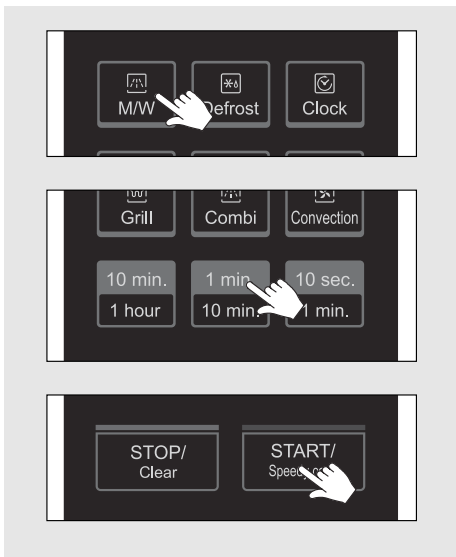 M/W Defrost Clock
Grill Combi Convection
10 min. 1 min. 10 sec.
1 hour 10 min. 1 min.
STOP/ START/
Clear Speedy